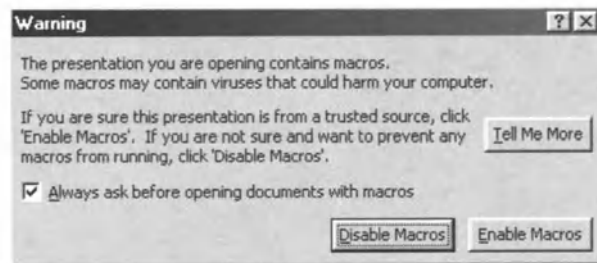 Warning
The presentation you are opening contains macros.
Some macros may contain viruses that could harm your computer.
If you are sure this presentation is from a trusted source, click
'Enable Macros'. If you are not sure and want to prevent any
macros from running, click 'Disable Macros'.
Tell Me More
Always ask before opening documents with macros
Disable Macros Enable Macros